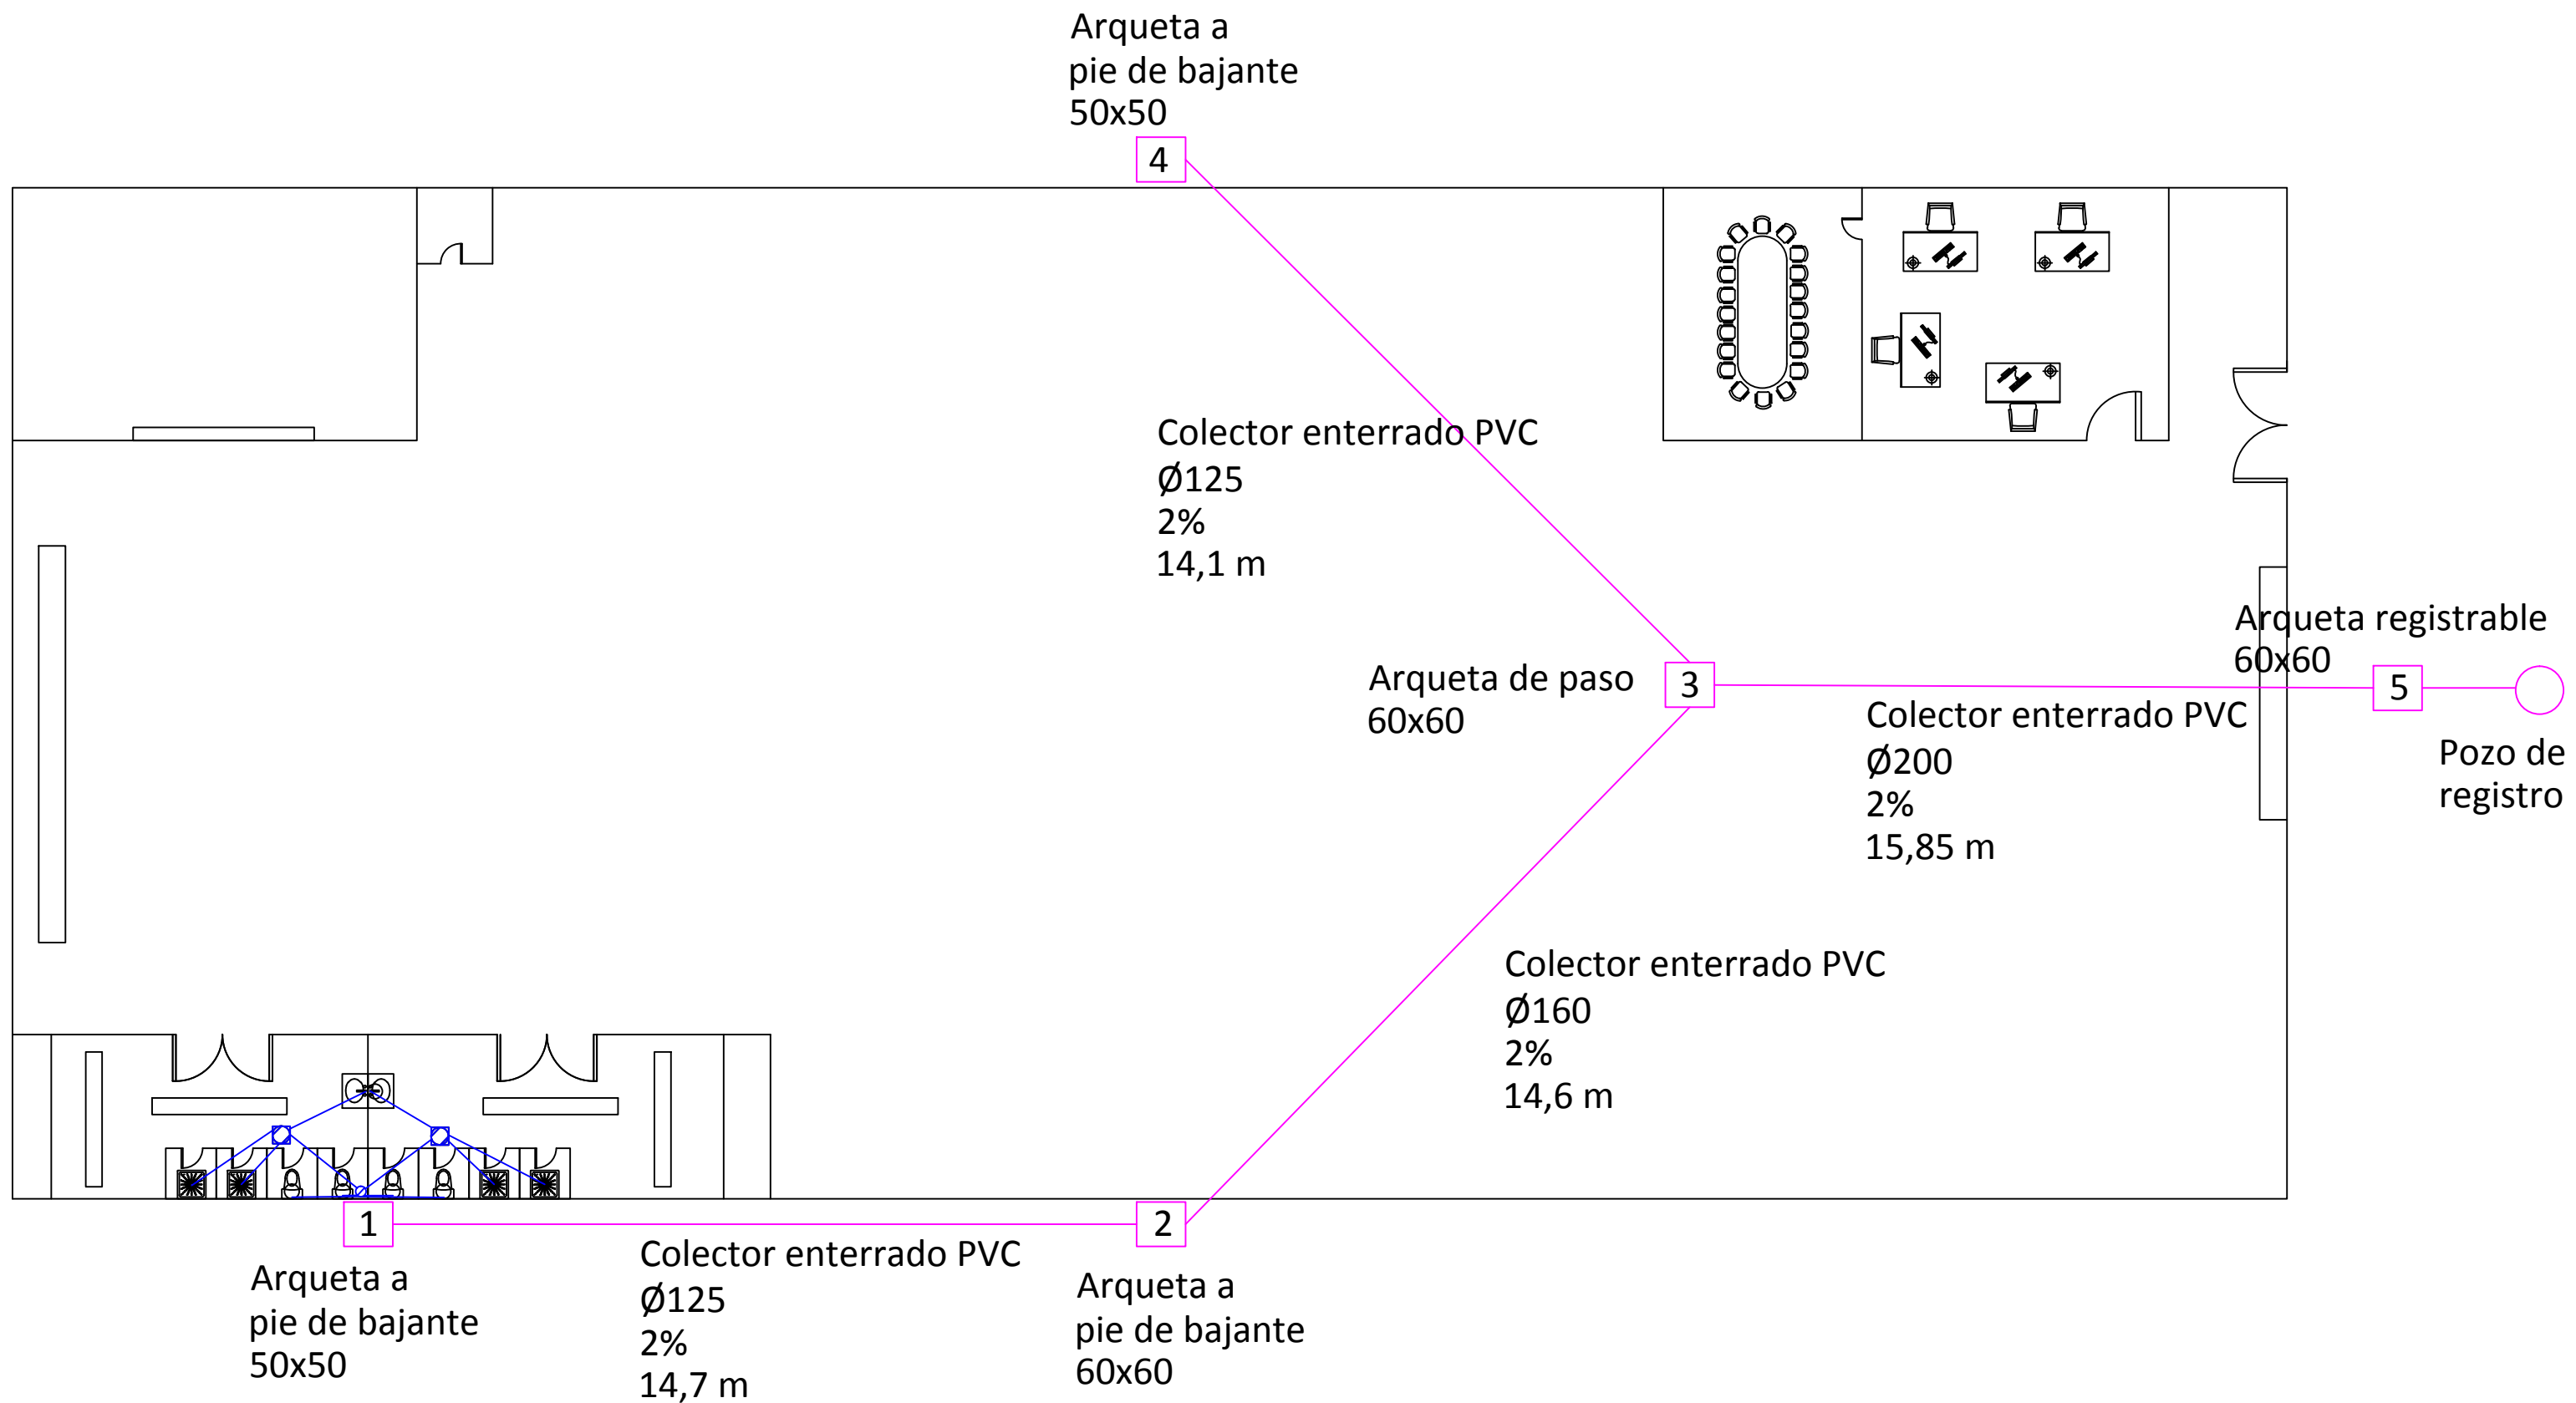 Arqueta a
pie de bajante
50x50
4
Colector enterrado PVC
Ø125
2%
14,1 m
Arqueta registrable
60x60
5
Arqueta de paso
60x60
3
Colector enterrado PVC
Ø200
2%
15,85 m
Pozo de
registro
Colector enterrado PVC
Ø160
2%
14,6 m
1
2
Arqueta a
pie de bajante
50x50
Colector enterrado PVC
Ø125
2%
14,7 m
Arqueta a
pie de bajante
60x60